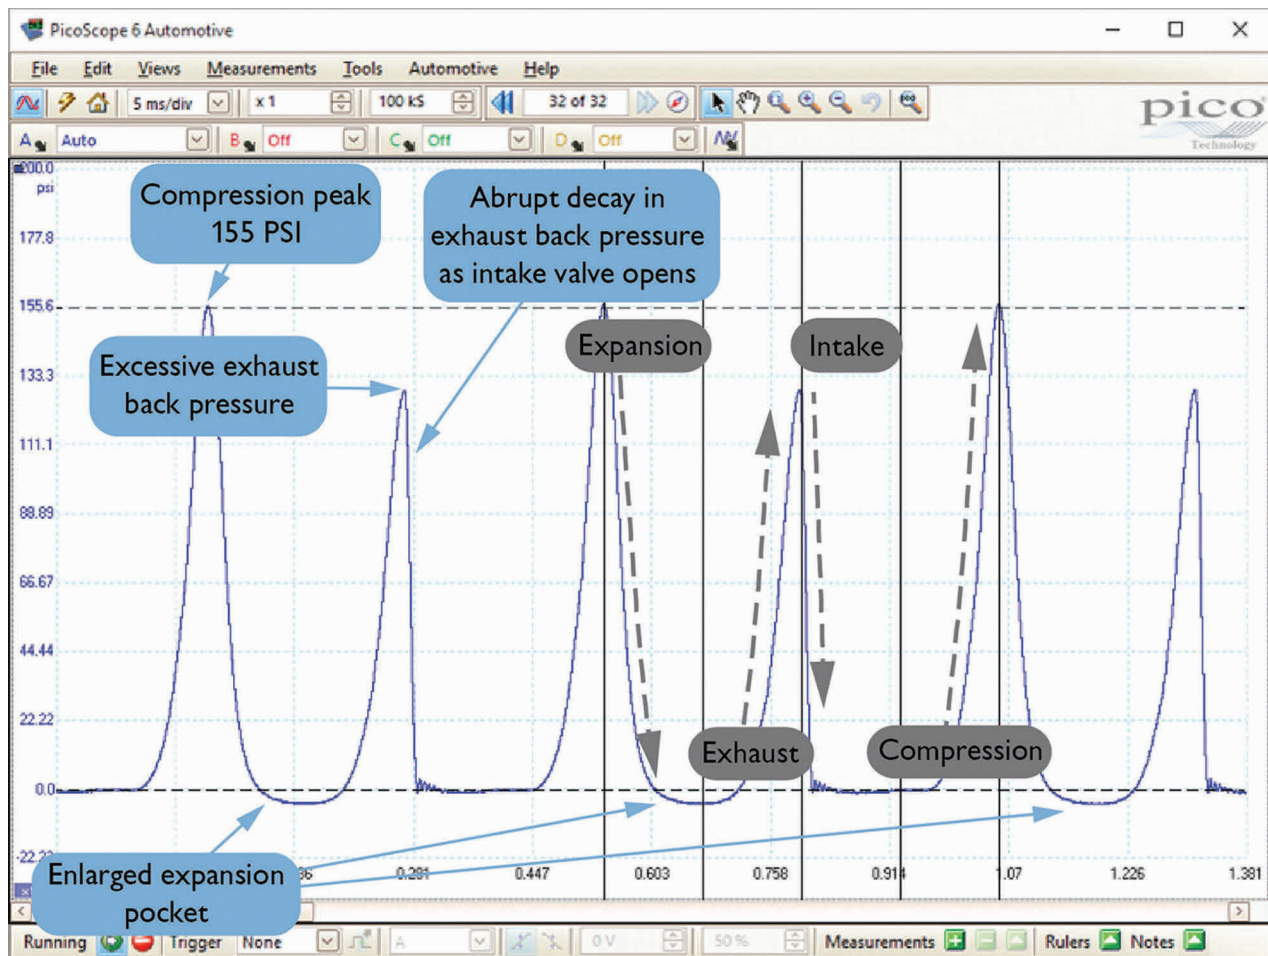 PicoScope 6 Automotive
File Edit Views Measurements Tools Automotive Help
5 ms/div x 1 100 kS 32 of 32
pico
Technology
A Auto B Off C Off D Off
200.0
psi
177.8
155.6
133.3
111.1
88.89
66.67
44.44
22.22
0.0
Compression peak
155 PSI
Abrupt decay in
exhaust back pressure
as intake valve opens
Excessive exhaust
back pressure
Expansion
Intake
Exhaust
Compression
Enlarged expansion
pocket
0.291 0.447 0.603 0.758 0.914 1.07 1.226 1.381
Running Trigger None A 0 V 50 % Measurements Rulers Notes